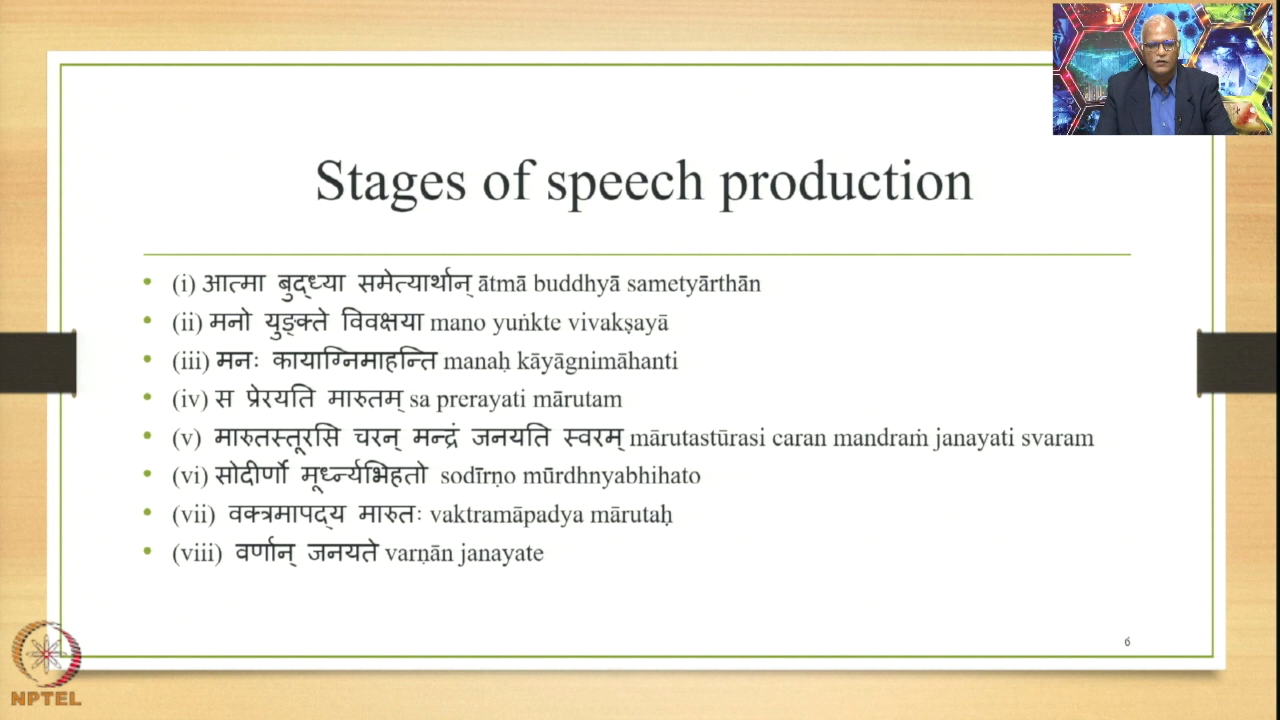 Stages of speech production
• (i) आत्मा बुद्ध्या समेत्यार्थान् ātmā buddhyā sametyārthān
• (ii) मनो युङ्क्ते विवक्षया mano yuṅkte vivakṣayā
• (iii) मनः कायाग्निमाहन्ति manaḥ kāyāgnimāhanti
• (iv) स प्रेरयति मारुतम् sa prerayati mārutam
• (v) मारुतस्तूरसि चरन् मन्द्रं जनयति स्वरम् mārutastūrasi caran mandraṁ janayati svaram
• (vi) सोदीर्णो मूर्ध्न्यभिहतो sodīrṇo mūrdhnyabhihato
• (vii) वक्त्रमापद्य मारुतः vaktramāpadya mārutaḥ
• (viii) वर्णान् जनयते varṇān janayate
6
NPTEL